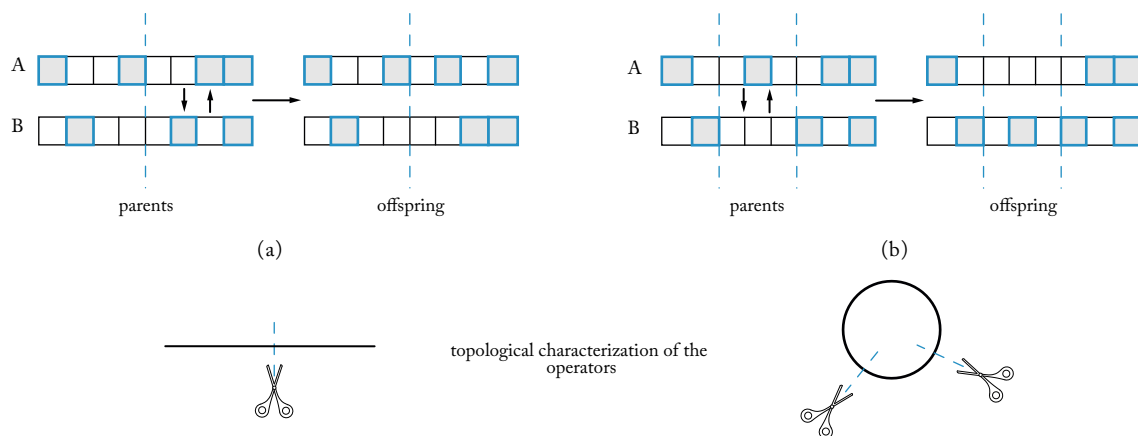 A
A
B
B
parents
offspring
parents
offspring
(a)
(b)
topological characterization of the
operators